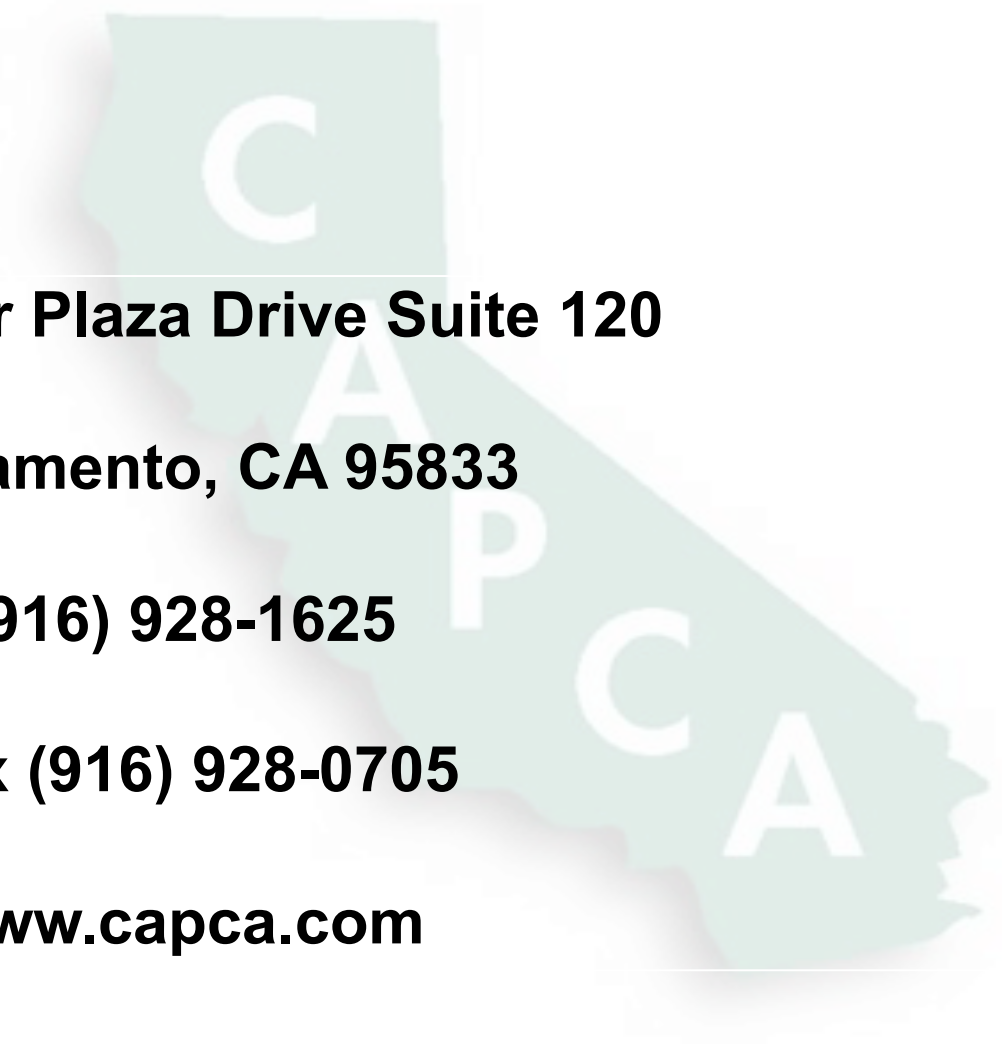 C
r Plaza Drive Suite 120
A
amento, CA 95833
P
916) 928-1625
C
x (916) 928-0705
A
ww.capca.com